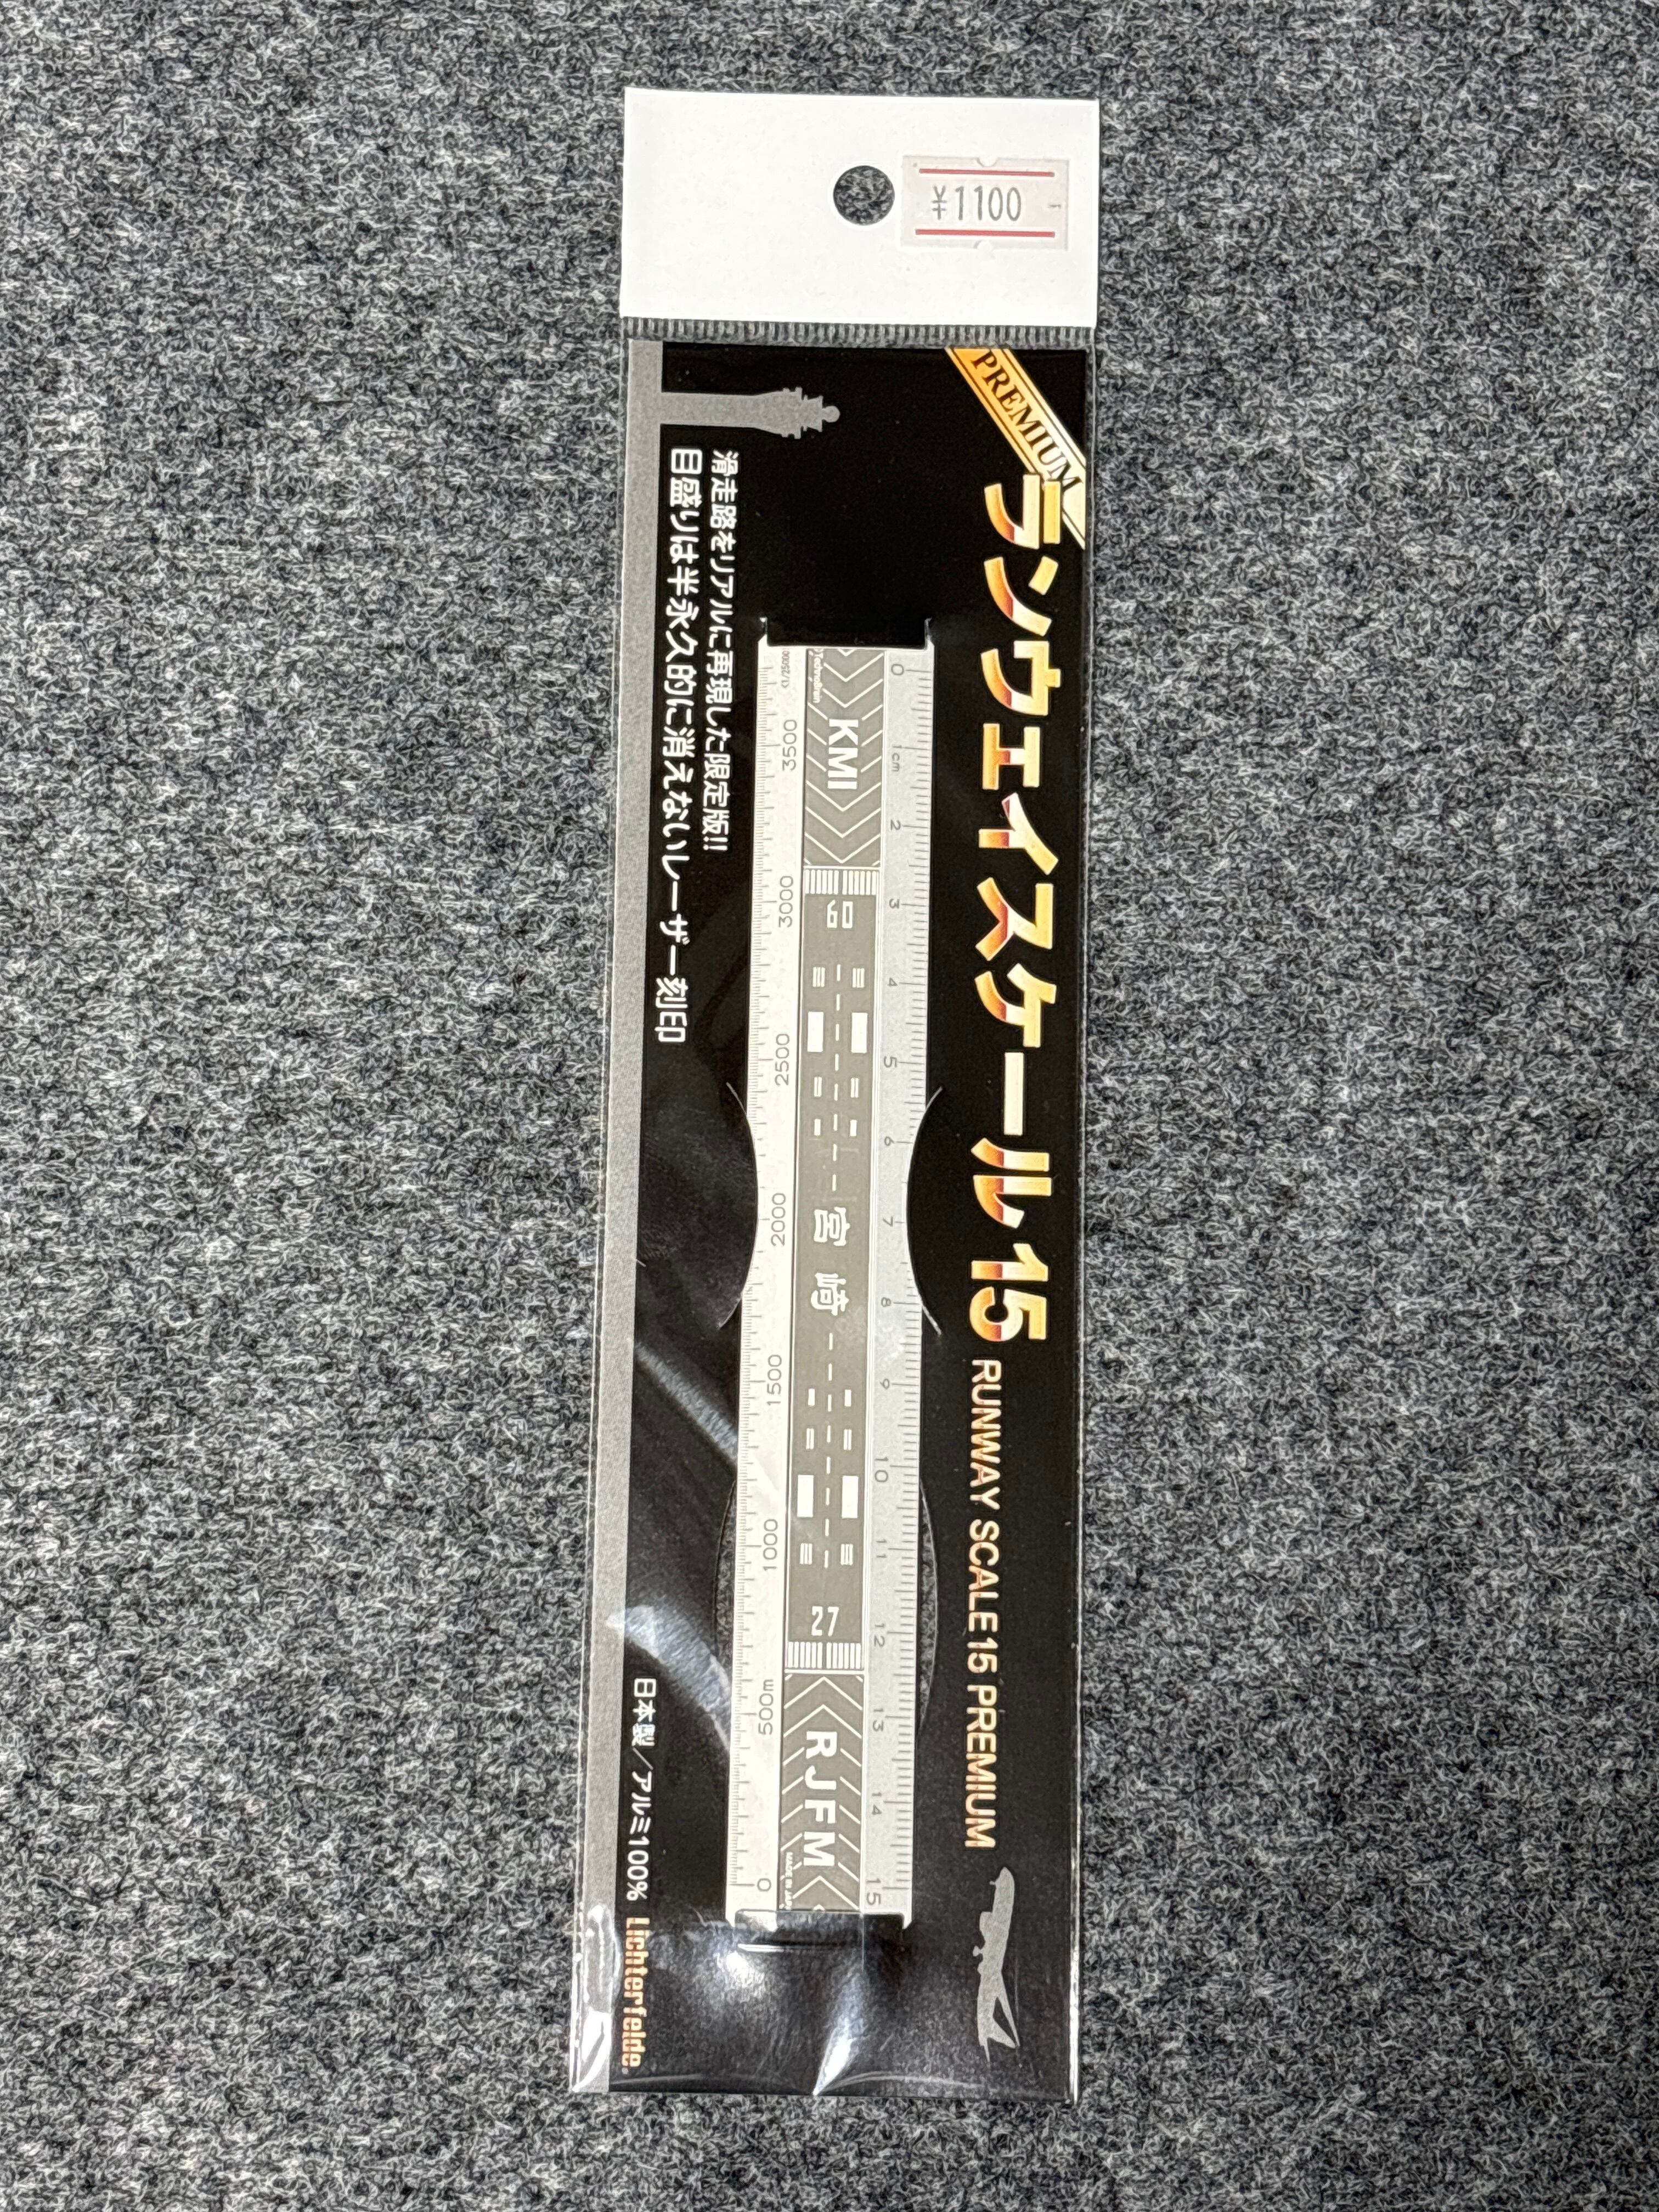 ¥1100
PREMIUM
ランウェイスケール15 RUNWAY SCALE15 PREMIUM
0 1cm 2 3 4 5 6 7 8 9 10 11 12 13 14 15
KMI 09 宮崎 27 RJFM
3500 3000 2500 2000 1500 1000 500m 0
滑走路をリアルに再現した限定版!!
目盛りは半永久的に消えないレーザー刻印
日本製/アルミ100% Lichterfelde